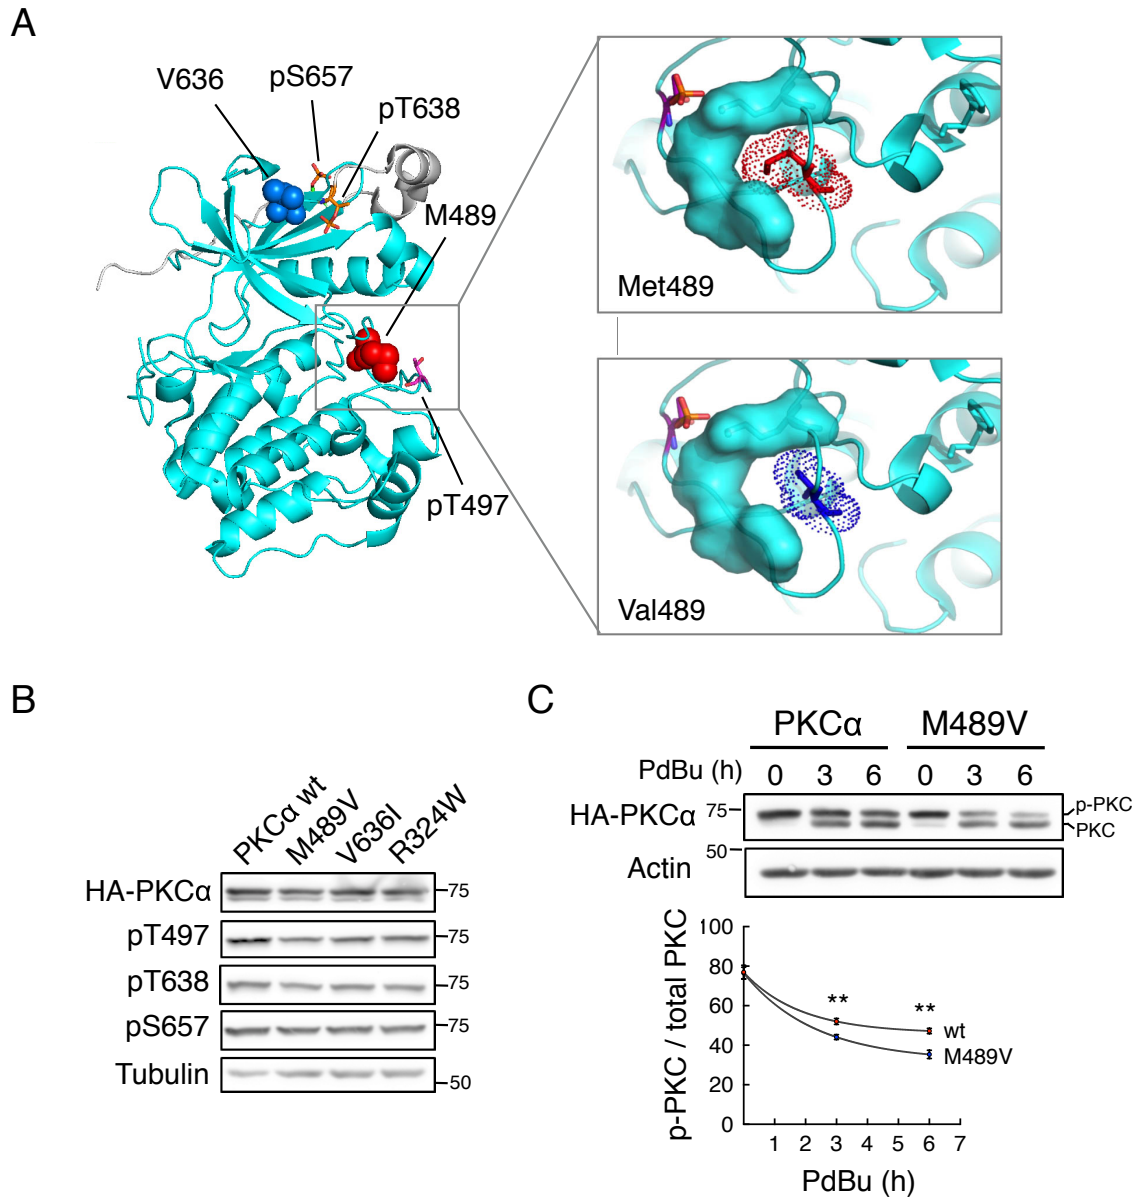 A
V636
pS657
pT638
M489
pT497
Met489
Val489
B
PKCα wt
M489V
V636I
R324W
HA-PKCα
75
pT497
75
pT638
75
pS657
75
Tubulin
50
C
PKCα M489V
PdBu (h) 0 3 6 0 3 6
HA-PKCα 75 p-PKC
PKC
50
Actin
p-PKC / total PKC
100
80
60
40
20
0
** **
wt
M489V
1 2 3 4 5 6 7
PdBu (h)